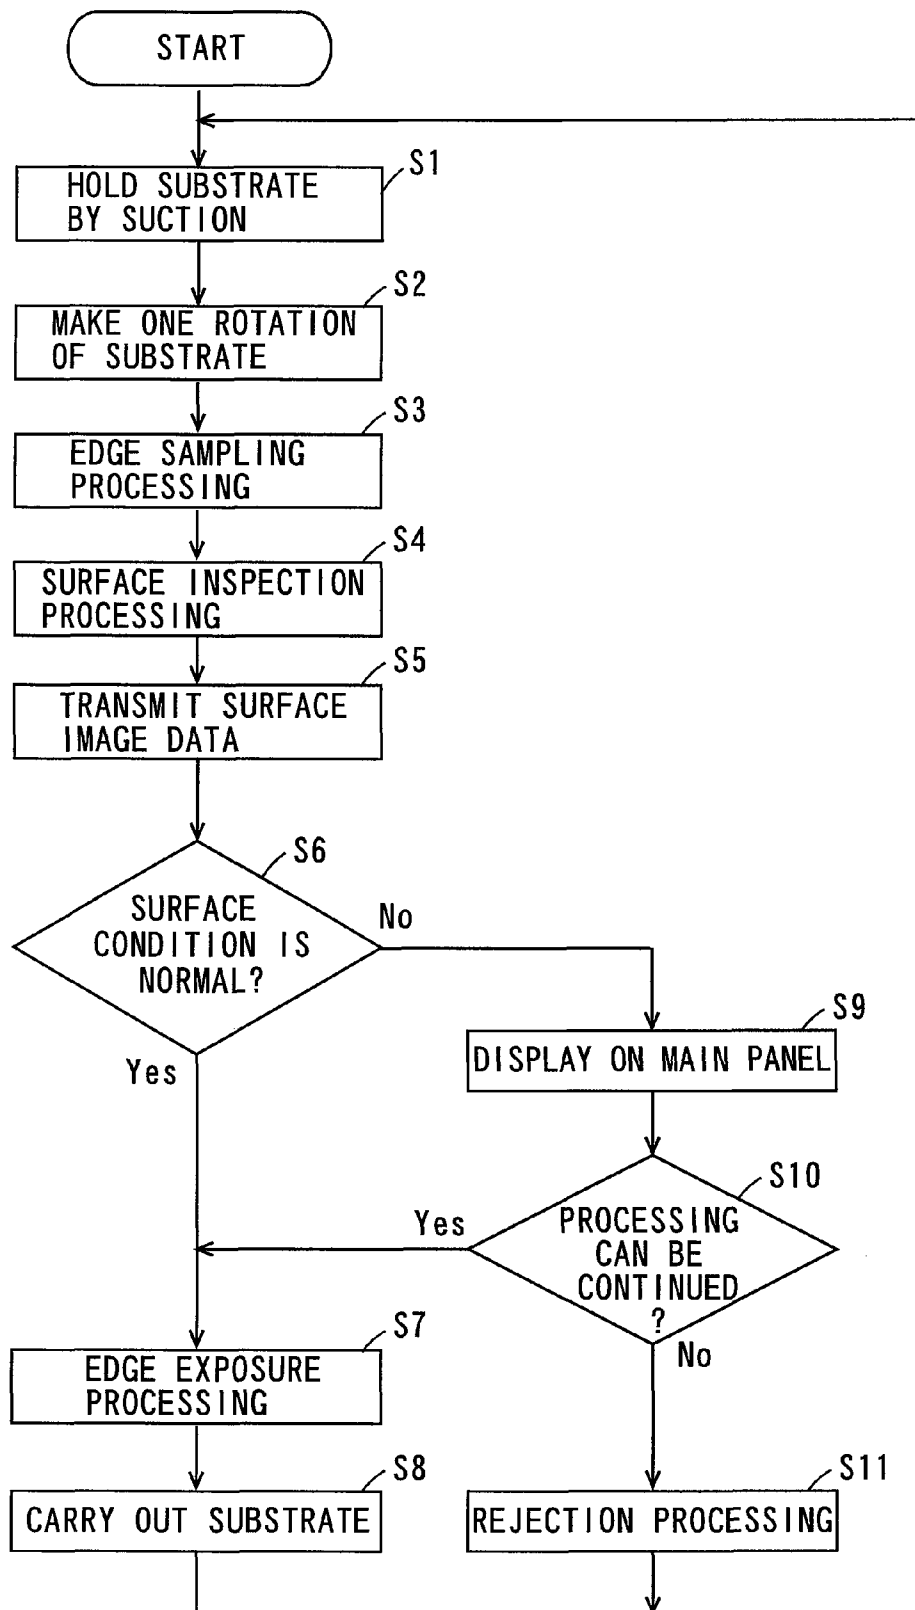 START
S1
HOLD SUBSTRATE
BY SUCTION
S2
MAKE ONE ROTATION
OF SUBSTRATE
S3
EDGE SAMPLING
PROCESSING
S4
SURFACE INSPECTION
PROCESSING
S5
TRANSMIT SURFACE
IMAGE DATA
S6
SURFACE
CONDITION IS
NORMAL?
No
Yes
S9
DISPLAY ON MAIN PANEL
S10
PROCESSING
CAN BE
CONTINUED
?
Yes
No
S7
EDGE EXPOSURE
PROCESSING
S8
CARRY OUT SUBSTRATE
S11
REJECTION PROCESSING